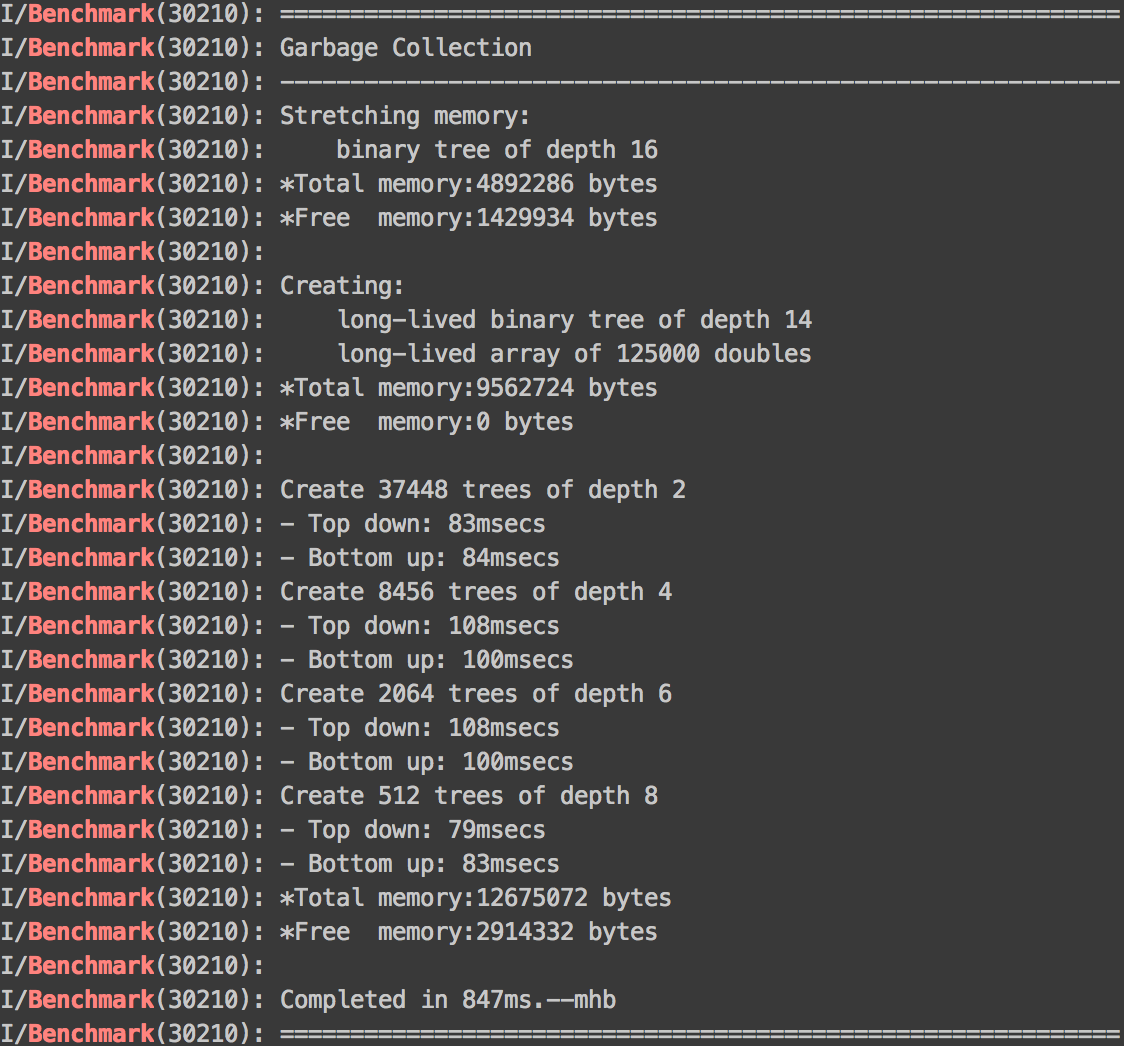 I/Benchmark(30210): ============================================================
I/Benchmark(30210): Garbage Collection
I/Benchmark(30210): ------------------------------------------------------------
I/Benchmark(30210): Stretching memory:
I/Benchmark(30210):     binary tree of depth 16
I/Benchmark(30210): *Total memory:4892286 bytes
I/Benchmark(30210): *Free  memory:1429934 bytes
I/Benchmark(30210):
I/Benchmark(30210): Creating:
I/Benchmark(30210):     long-lived binary tree of depth 14
I/Benchmark(30210):     long-lived array of 125000 doubles
I/Benchmark(30210): *Total memory:9562724 bytes
I/Benchmark(30210): *Free  memory:0 bytes
I/Benchmark(30210):
I/Benchmark(30210): Create 37448 trees of depth 2
I/Benchmark(30210): - Top down: 83msecs
I/Benchmark(30210): - Bottom up: 84msecs
I/Benchmark(30210): Create 8456 trees of depth 4
I/Benchmark(30210): - Top down: 108msecs
I/Benchmark(30210): - Bottom up: 100msecs
I/Benchmark(30210): Create 2064 trees of depth 6
I/Benchmark(30210): - Top down: 108msecs
I/Benchmark(30210): - Bottom up: 100msecs
I/Benchmark(30210): Create 512 trees of depth 8
I/Benchmark(30210): - Top down: 79msecs
I/Benchmark(30210): - Bottom up: 83msecs
I/Benchmark(30210): *Total memory:12675072 bytes
I/Benchmark(30210): *Free  memory:2914332 bytes
I/Benchmark(30210):
I/Benchmark(30210): Completed in 847ms.--mhb
I/Benchmark(30210): ============================================================